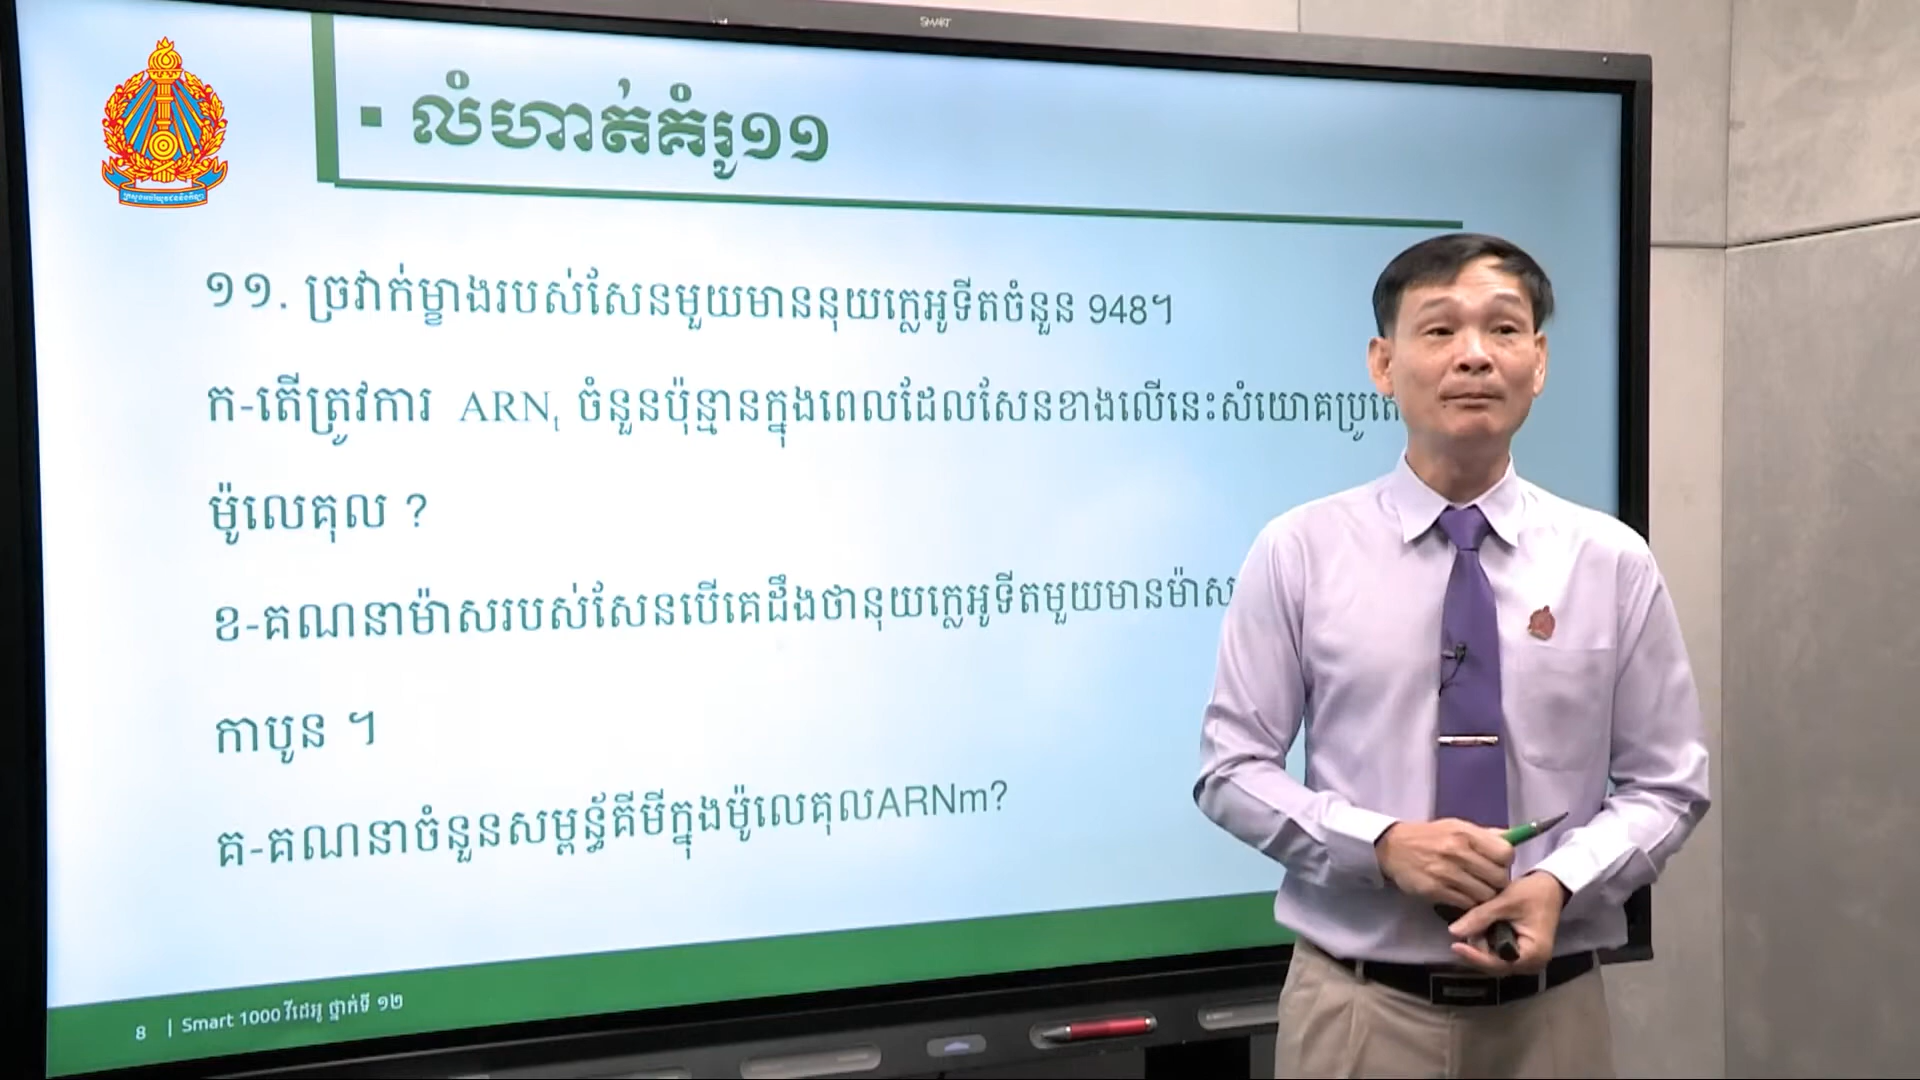 SMART
▪ លំហាត់គំរូ១១
១១. ច្រវាក់ម្ខាងរបស់សែនមួយមាននុយក្លេអូទីតចំនួន 948។
ក-តើត្រូវការ ARNt ចំនួនប៉ុន្មានក្នុងពេលដែលសែនខាងលើនេះសំយោគ
ម៉ូលេគុល ?
ខ-គណនាម៉ាសរបស់សែនបើគេដឹងថានុយក្លេអូទីតមួយមានម៉ាស
កាបូន ។
គ-គណនាចំនួនសម្ពន្ធ័គីមីក្នុងម៉ូលេគុលARNm?
8 | Smart 1000 វីដេអូ ថ្នាក់ទី ១២